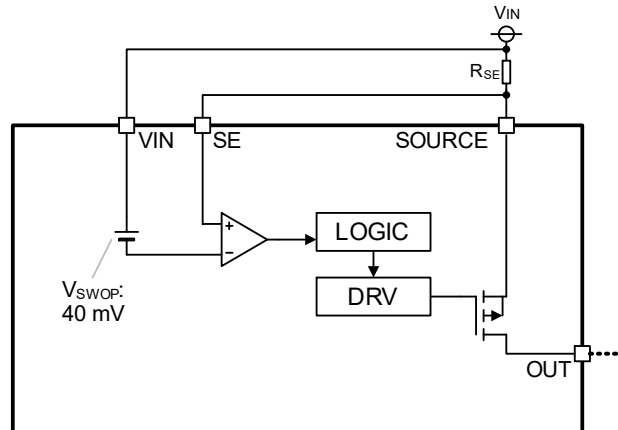 VIN
RSE
VIN
SE
SOURCE
+
−
LOGIC
DRV
VSWOP:
40 mV
OUT